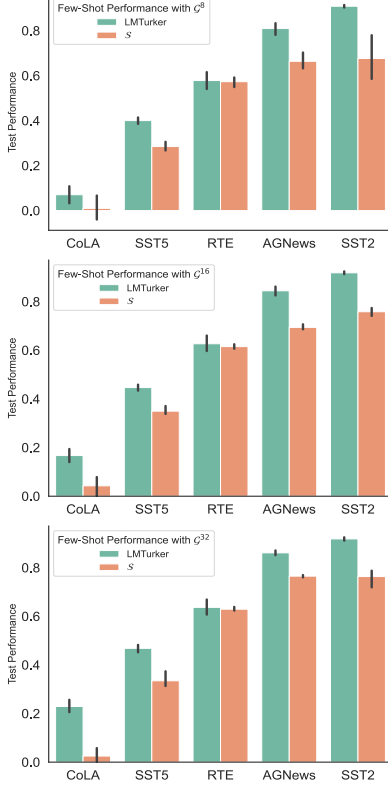 Few-Shot Performance with 𝒢⁸
LMTurker
𝒮
Test Performance
0.8
0.6
0.4
0.2
0.0
CoLA SST5 RTE AGNews SST2
Few-Shot Performance with 𝒢¹⁶
LMTurker
𝒮
Test Performance
0.8
0.6
0.4
0.2
0.0
CoLA SST5 RTE AGNews SST2
Few-Shot Performance with 𝒢³²
LMTurker
𝒮
Test Performance
0.8
0.6
0.4
0.2
0.0
CoLA SST5 RTE AGNews SST2